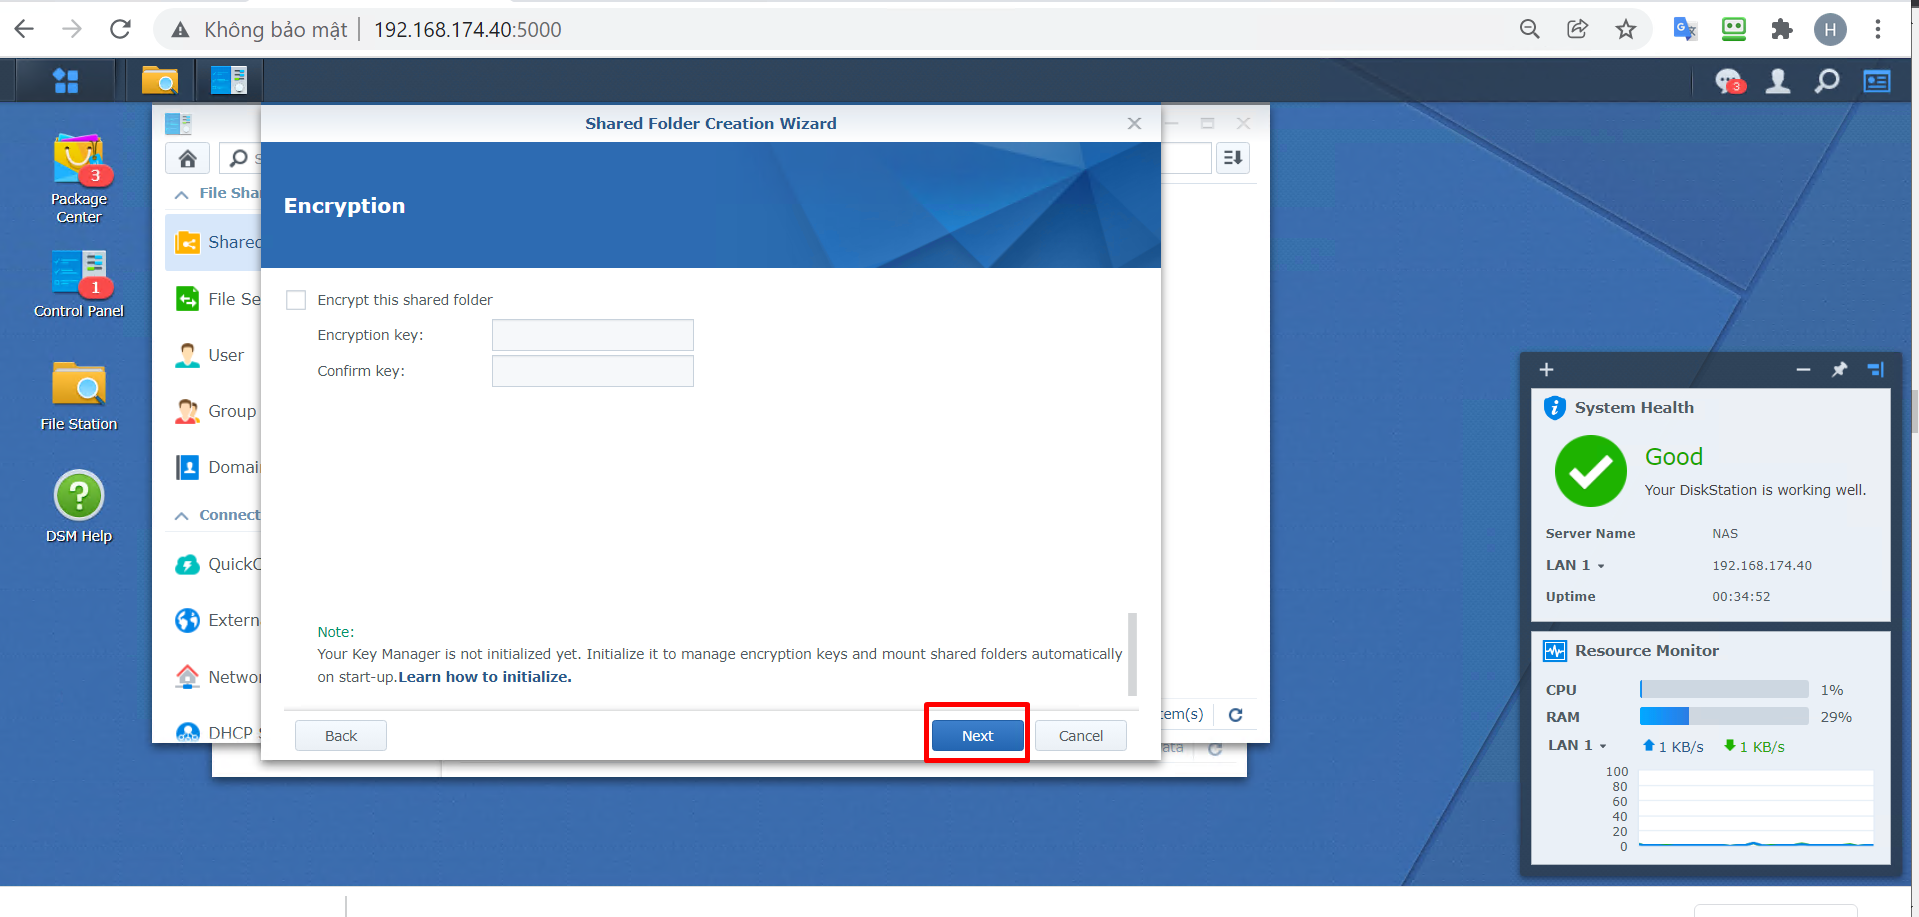 Không bảo mật 192.168.174.40:5000
H
3
Package
Center
3
Control Panel
1
File Station
DSM Help
Shared Folder Creation Wizard
File Sha
Shared
File Se
User
Group
Domai
Connect
QuickC
Extern
Networ
DHCP S
Encryption
Encrypt this shared folder
Encryption key:
Confirm key:
Note:
Your Key Manager is not initialized yet. Initialize it to manage encryption keys and mount shared folders automatically
on start-up.Learn how to initialize.
Back
Next
Cancel
tem(s)
ata
System Health
Good
Your DiskStation is working well.
Server Name NAS
LAN 1 192.168.174.40
Uptime 00:34:52
Resource Monitor
CPU 1%
RAM 29%
LAN 1 1 KB/s 1 KB/s
100
80
60
40
20
0